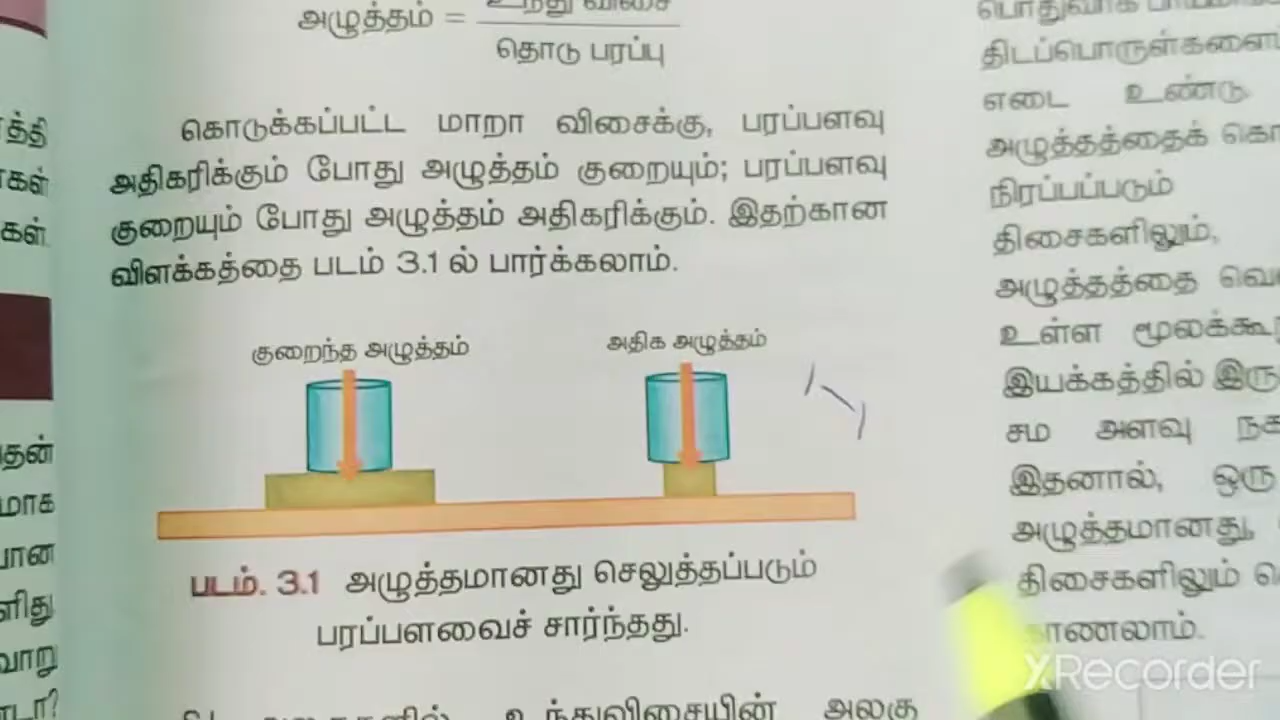 அழுத்தம் = உந்து விசை
தொடு பரப்பு
கொடுக்கப்பட்ட மாறா விசைக்கு, பரப்பளவு
அதிகரிக்கும் போது அழுத்தம் குறையும்; பரப்பளவு
குறையும் போது அழுத்தம் அதிகரிக்கும். இதற்கான
விளக்கத்தை படம் 3.1 ல் பார்க்கலாம்.
குறைந்த அழுத்தம்
அதிக அழுத்தம்
படம். 3.1 அழுத்தமானது செலுத்தப்படும்
பரப்பளவைச் சார்ந்தது.
உந்துவிசையின் அலகு
திடப்பொருள்களைப்
எடை உண்டு.
அழுத்தத்தைக்
நிரப்பப்படும்
திசைகளிலும்,
அழுத்தத்தை
உள்ள
இயக்கத்தில்
சம அளவு
இதனால், ஒரு
அழுத்தமானது,
திசைகளிலும்
காணலாம்.
XRecorder